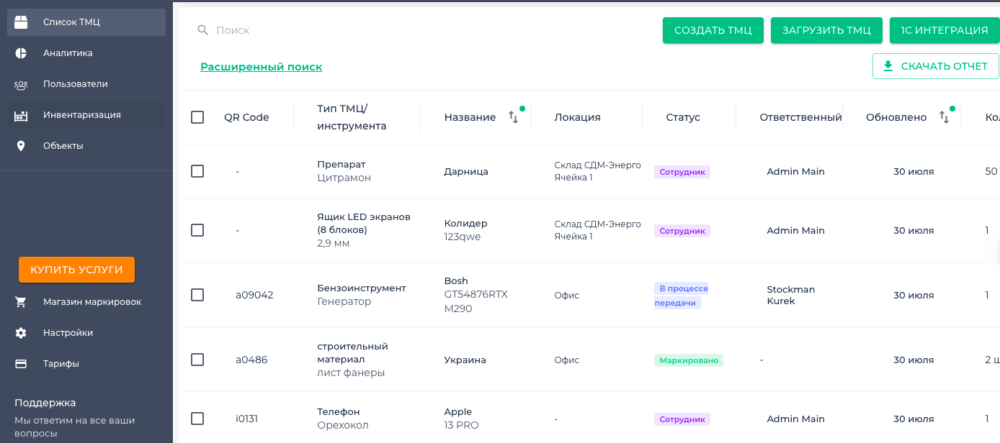 Список ТМЦ
Аналитика
Пользователи
Инвентаризация
Объекты
КУПИТЬ УСЛУГИ
Магазин маркировок
Настройки
Тарифы
Поддержка
Мы ответим на все ваши
вопросы
Поиск
СОЗДАТЬ ТМЦ
ЗАГРУЗИТЬ ТМЦ
1С ИНТЕГРАЦИЯ
Расширенный поиск
СКАЧАТЬ ОТЧЕТ
QR Code
Тип ТМЦ/
инструмента
Название
Локация
Статус
Ответственный
Обновлено
-
Препарат
Цитрамон
Дарница
Склад СДМ-Энерго
Ячейка 1
Сотрудник
Admin Main
30 июля
50
-
Ящик LED экранов
(8 блоков)
2,9 мм
Колидер
123qwe
Склад СДМ-Энерго
Ячейка 1
Сотрудник
Admin Main
30 июля
1
a09042
Бензоинструмент
Генератор
Bosh
GT54876RTX
M290
Офис
В процессе
передачи
Stockman
Kurek
30 июля
1
a0486
строительный
материал
лист фанеры
Украина
Офис
Маркировано
-
30 июля
2
i0131
Телефон
Орехокол
Apple
13 PRO
-
Сотрудник
Admin Main
30 июля
1